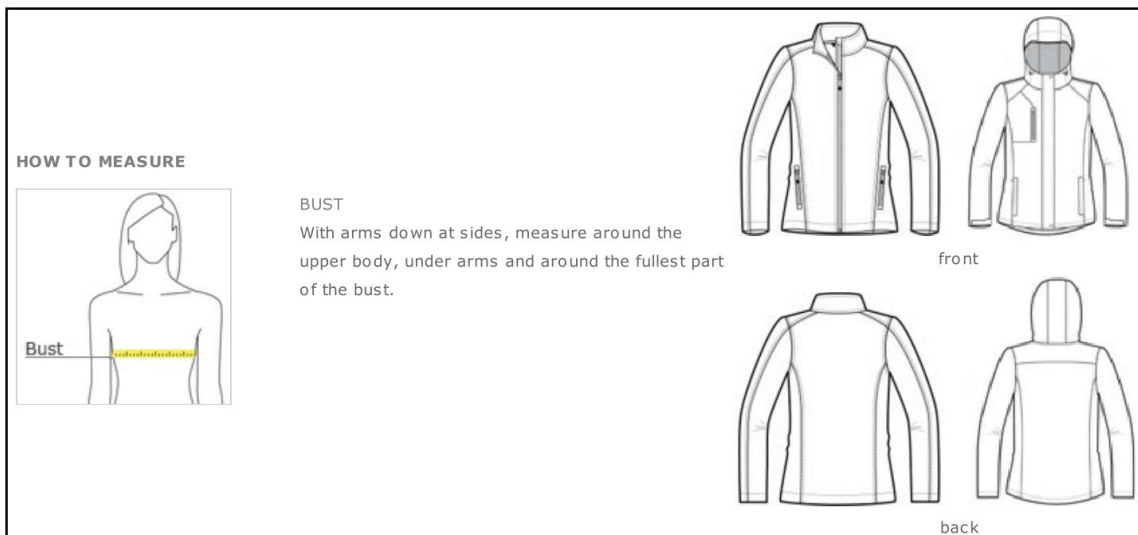 HOW TO MEASURE
Bust
BUST
With arms down at sides, measure around the
upper body, under arms and around the fullest part
of the bust.
front
back